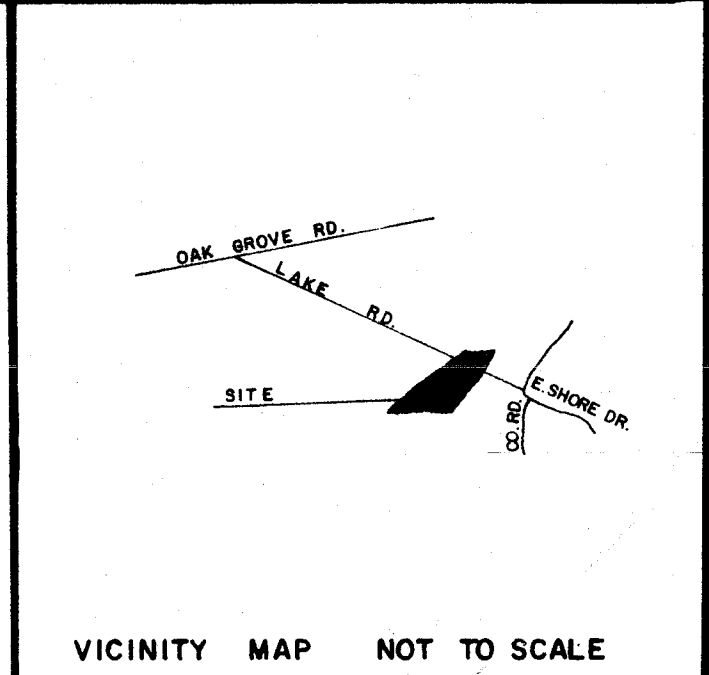 OAK GROVE RD.
LAKE RD.
SITE
E. SHORE DR.
CO. RD.
VICINITY MAP NOT TO SCALE